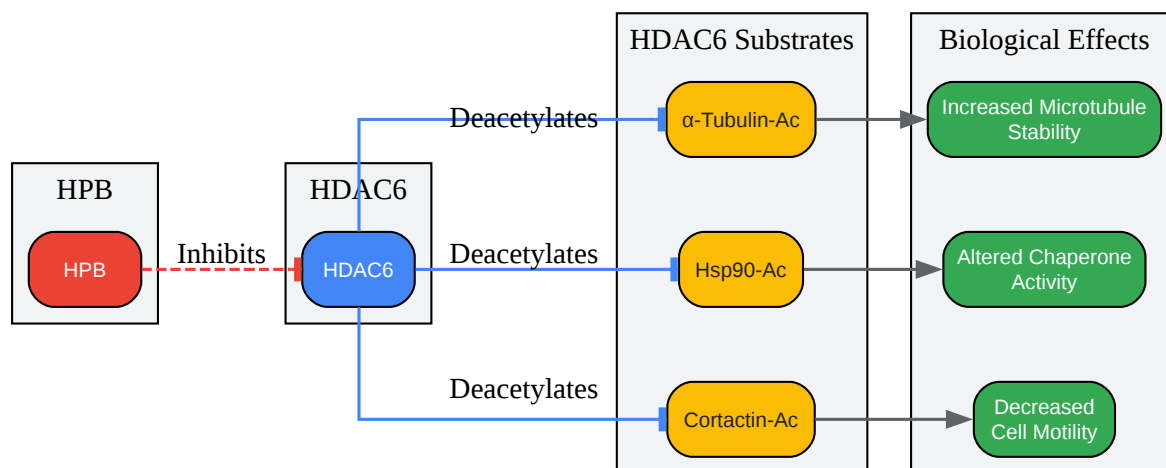 HPB
HPB
Inhibits
HDAC6
HDAC6
Deacetylates
Deacetylates
Deacetylates
HDAC6 Substrates
α-Tubulin-Ac
Hsp90-Ac
Cortactin-Ac
Biological Effects
Increased Microtubule
Stability
Altered Chaperone
Activity
Decreased
Cell Motility